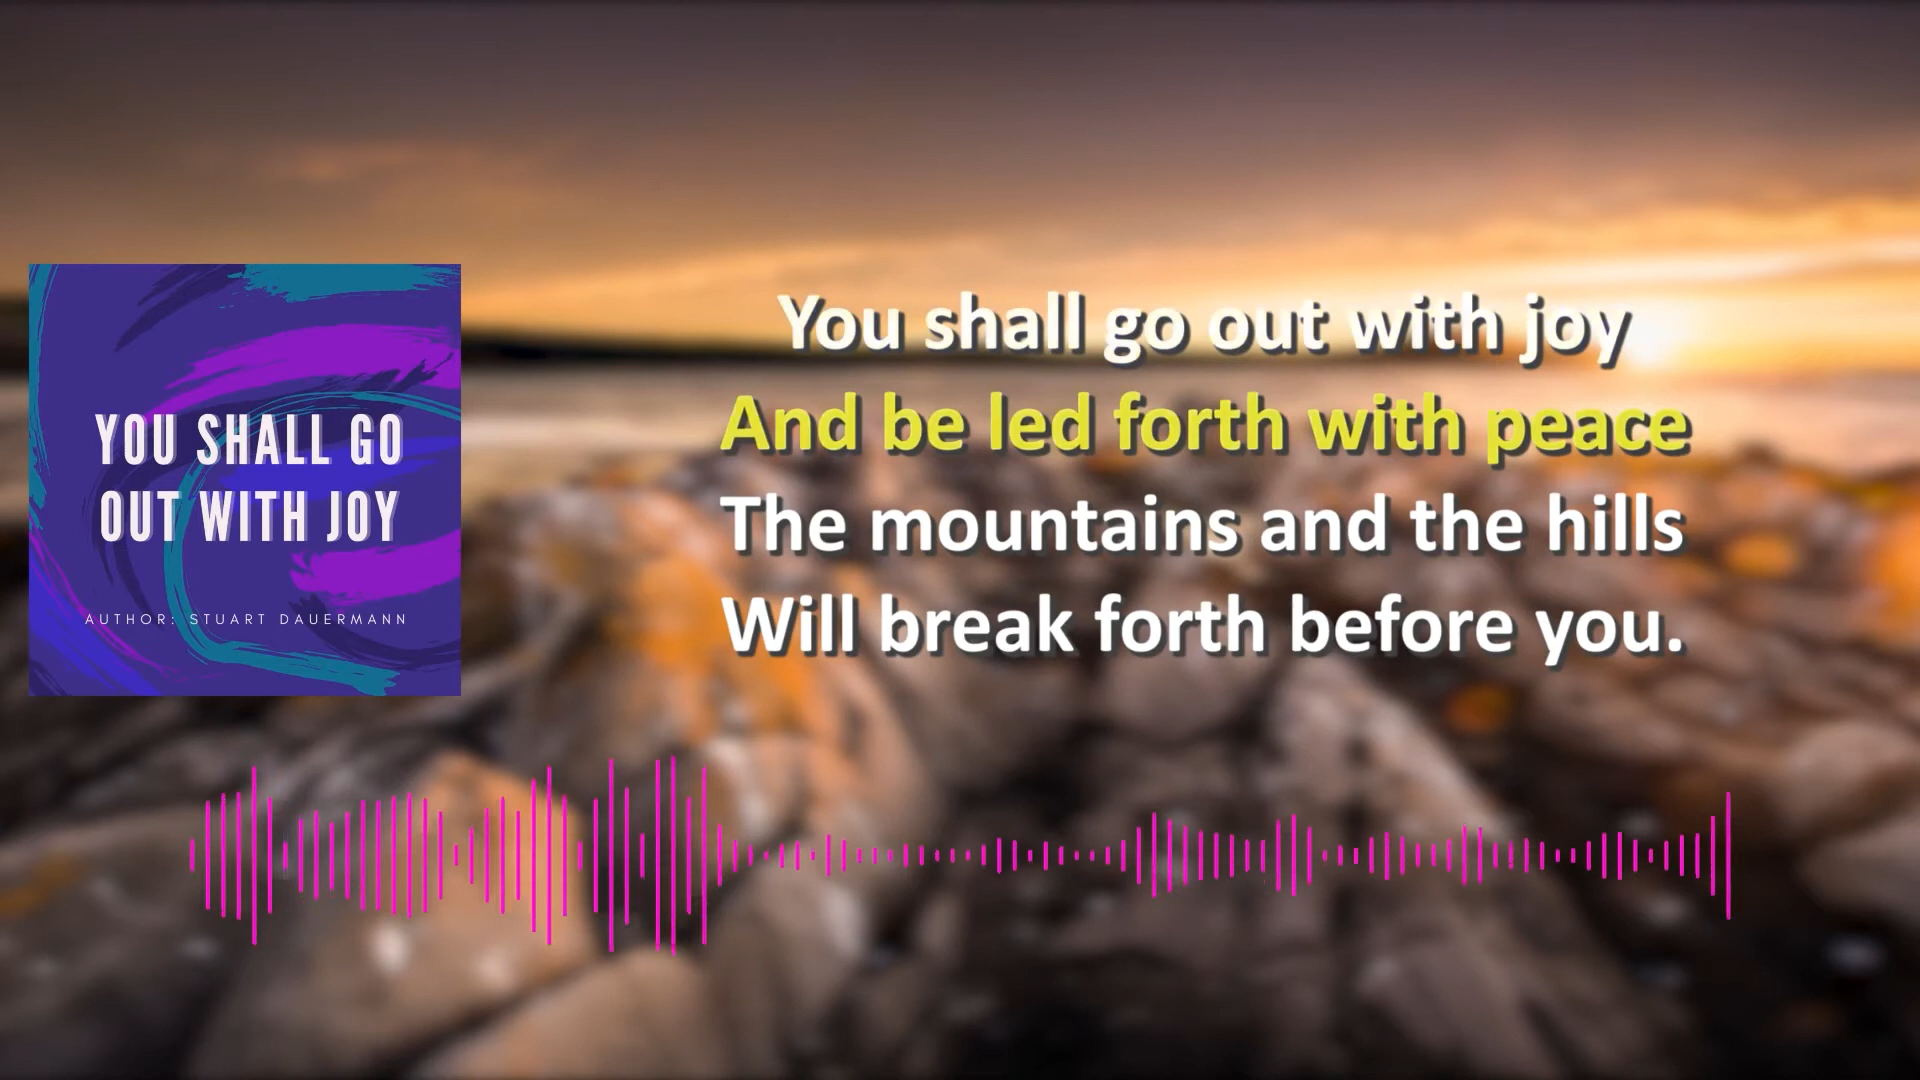 YOU SHALL GO
OUT WITH JOY
AUTHOR: STUART DAUERMANN
You shall go out with joy
And be led forth with peace
The mountains and the hills
Will break forth before you.